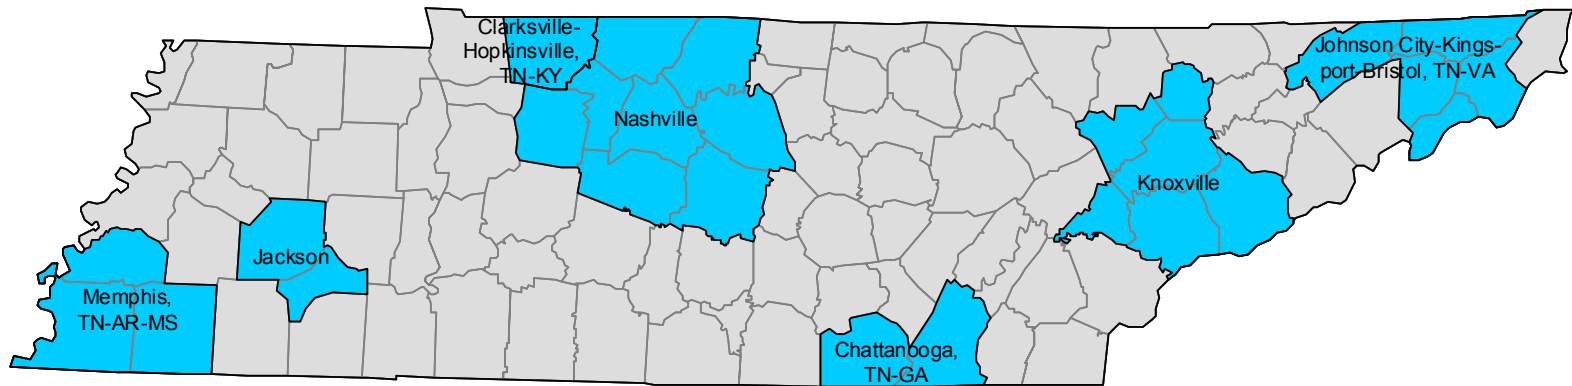 Clarksville-
Hopkinsville,
TN-KY
Johnson City-Kings-
port-Bristol, TN-VA
Nashville
Knoxville
Jackson
Memphis,
TN-AR-MS
Chattanooga,
TN-GA